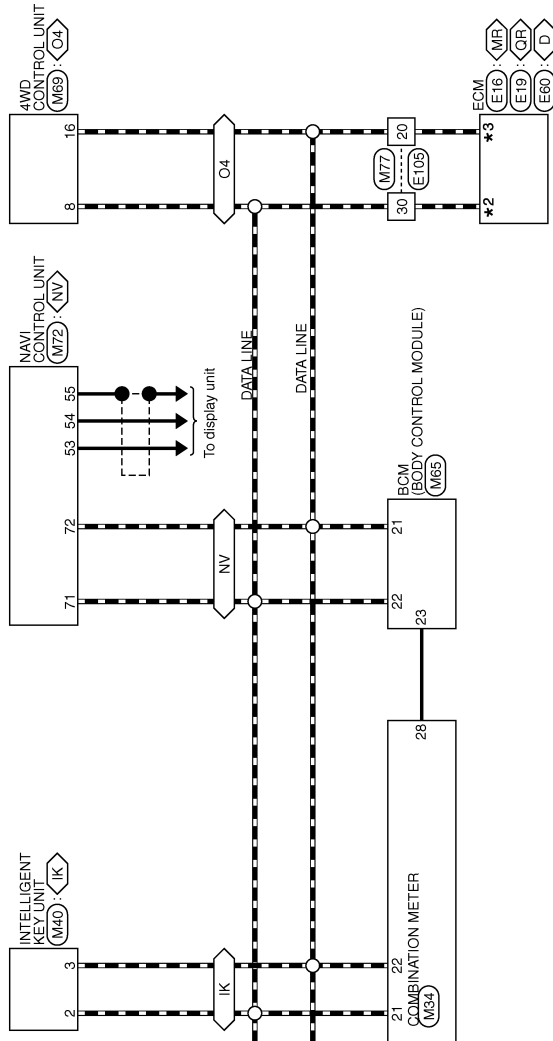 INTELLIGENT
KEY UNIT
M40 : IK
2 3
IK
21 22
COMBINATION METER
M34
28
NAVI
CONTROL UNIT
M72 : NV
71 72 53 54 55
To display unit
NV
22 21
23
BCM
(BODY CONTROL MODULE)
M65
DATA LINE
DATA LINE
4WD
CONTROL UNIT
M69 : O4
8 16
O4
30 20
M77
E105
*2 *3
ECM
E16 : MR
E19 : QR
E60 : D